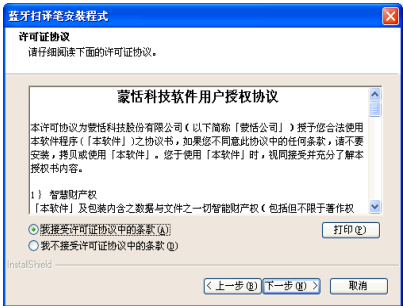 蓝牙扫译笔安裝程式
许可证协议
请仔细阅读下面的许可证协议。
蒙恬科技软件用户授权协议
本许可协议为蒙恬科技股份有限公司(以下简称「蒙恬公司」)授予您合法使用
本软件程序(「本软件」)之协议书,如果您不同意此协议中的任何条款,请不要
安装,拷贝或使用「本软件」。您于使用「本软件」时,视同接受并充分了解本
授权书内容。
1} 智慧财产权
「本软件」及包装内含之数据与文件之一切智能财产权(包括但不限于著作权
我接受许可证协议中的条款(A)
打印(P)
我不接受许可证协议中的条款(D)
InstallShield
< 上一步(B)
下一步(N) >
取消